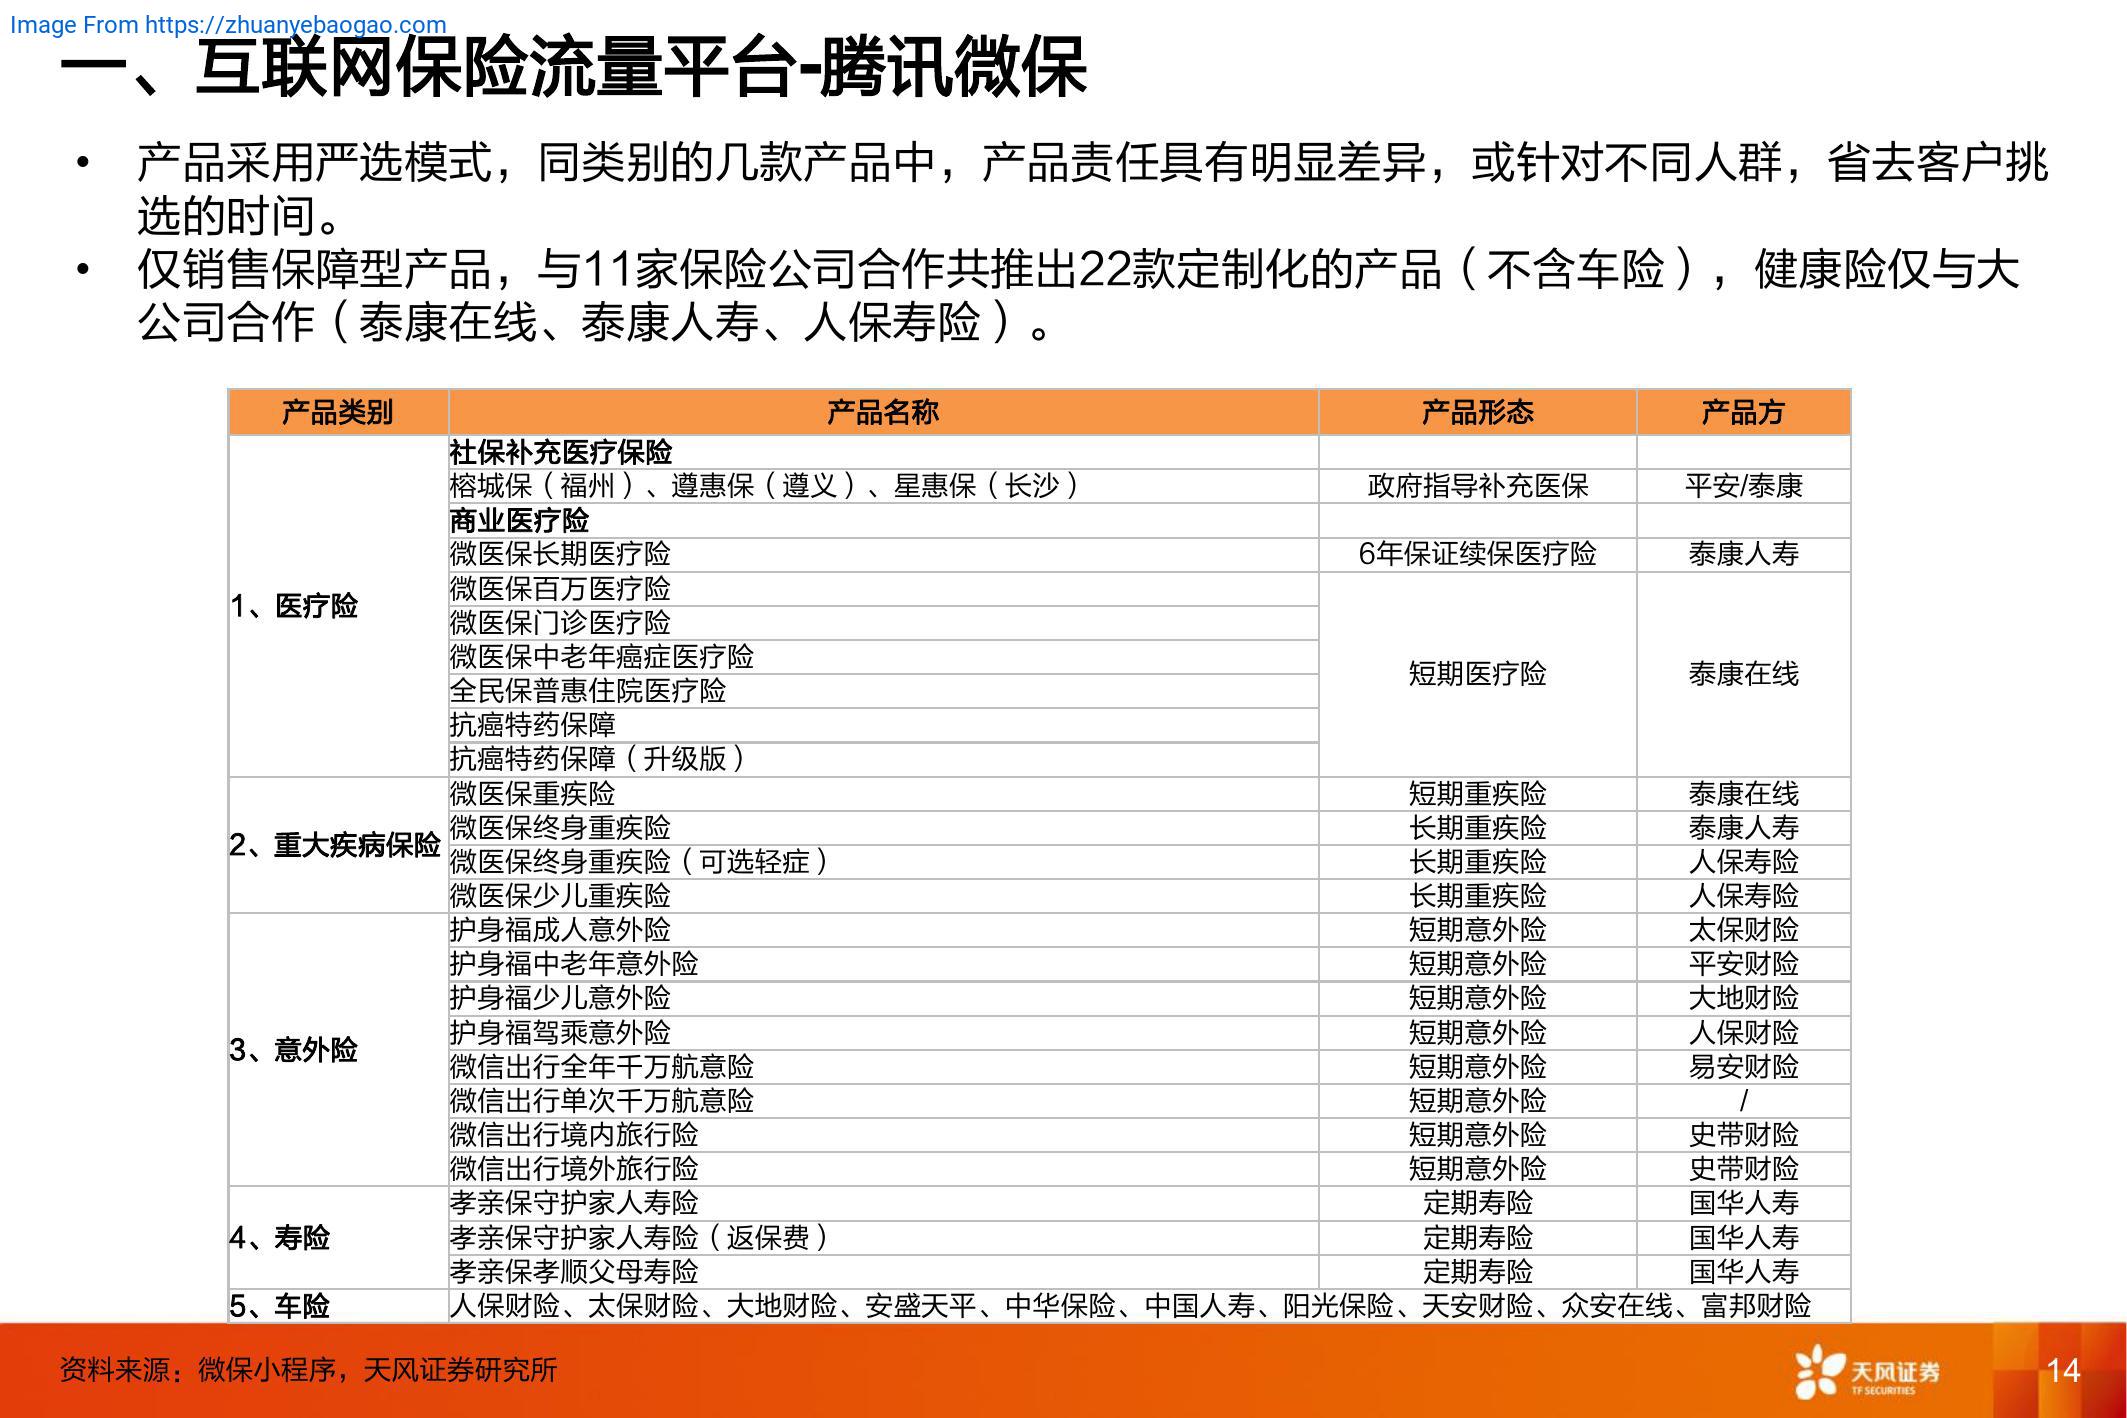 Image From https://zhuanyebaogao.com
一、互联网保险流量平台-腾讯微保
• 产品采用严选模式，同类别的几款产品中，产品责任具有明显差异，或针对不同人群，省去客户挑
选的时间。
• 仅销售保障型产品，与11家保险公司合作共推出22款定制化的产品（不含车险），健康险仅与大
公司合作（泰康在线、泰康人寿、人保寿险）。
产品类别 产品名称 产品形态 产品方
社保补充医疗保险
榕城保（福州）、遵惠保（遵义）、星惠保（长沙） 政府指导补充医保 平安/泰康
商业医疗险
微医保长期医疗险 6年保证续保医疗险 泰康人寿
微医保百万医疗险
1、医疗险
微医保门诊医疗险
微医保中老年癌症医疗险
短期医疗险 泰康在线
全民保普惠住院医疗险
抗癌特药保障
抗癌特药保障（升级版）
微医保重疾险 短期重疾险 泰康在线
微医保终身重疾险 长期重疾险 泰康人寿
2、重大疾病保险
微医保终身重疾险（可选轻症） 长期重疾险 人保寿险
微医保少儿重疾险 长期重疾险 人保寿险
护身福成人意外险 短期意外险 太保财险
护身福中老年意外险 短期意外险 平安财险
护身福少儿意外险 短期意外险 大地财险
护身福驾乘意外险 短期意外险 人保财险
3、意外险
微信出行全年千万航意险 短期意外险 易安财险
微信出行单次千万航意险 短期意外险 /
微信出行境内旅行险 短期意外险 史带财险
微信出行境外旅行险 短期意外险 史带财险
孝亲保守护家人寿险 定期寿险 国华人寿
4、寿险 孝亲保守护家人寿险（返保费） 定期寿险 国华人寿
孝亲保孝顺父母寿险 定期寿险 国华人寿
5、车险 人保财险、太保财险、大地财险、安盛天平、中华保险、中国人寿、阳光保险、天安财险、众安在线、富邦财险
资料来源：微保小程序，天风证券研究所
天风证券
TF SECURITIES
14